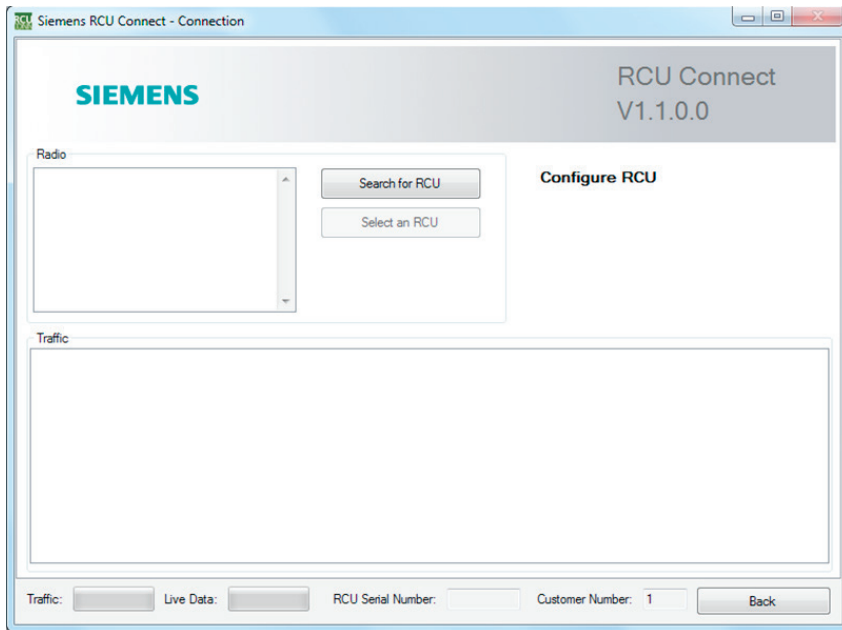 Siemens RCU Connect - Connection
SIEMENS
RCU Connect
V1.1.0.0
Radio
Search for RCU
Select an RCU
Configure RCU
Traffic
Traffic:
Live Data:
RCU Serial Number:
Customer Number: 1
Back